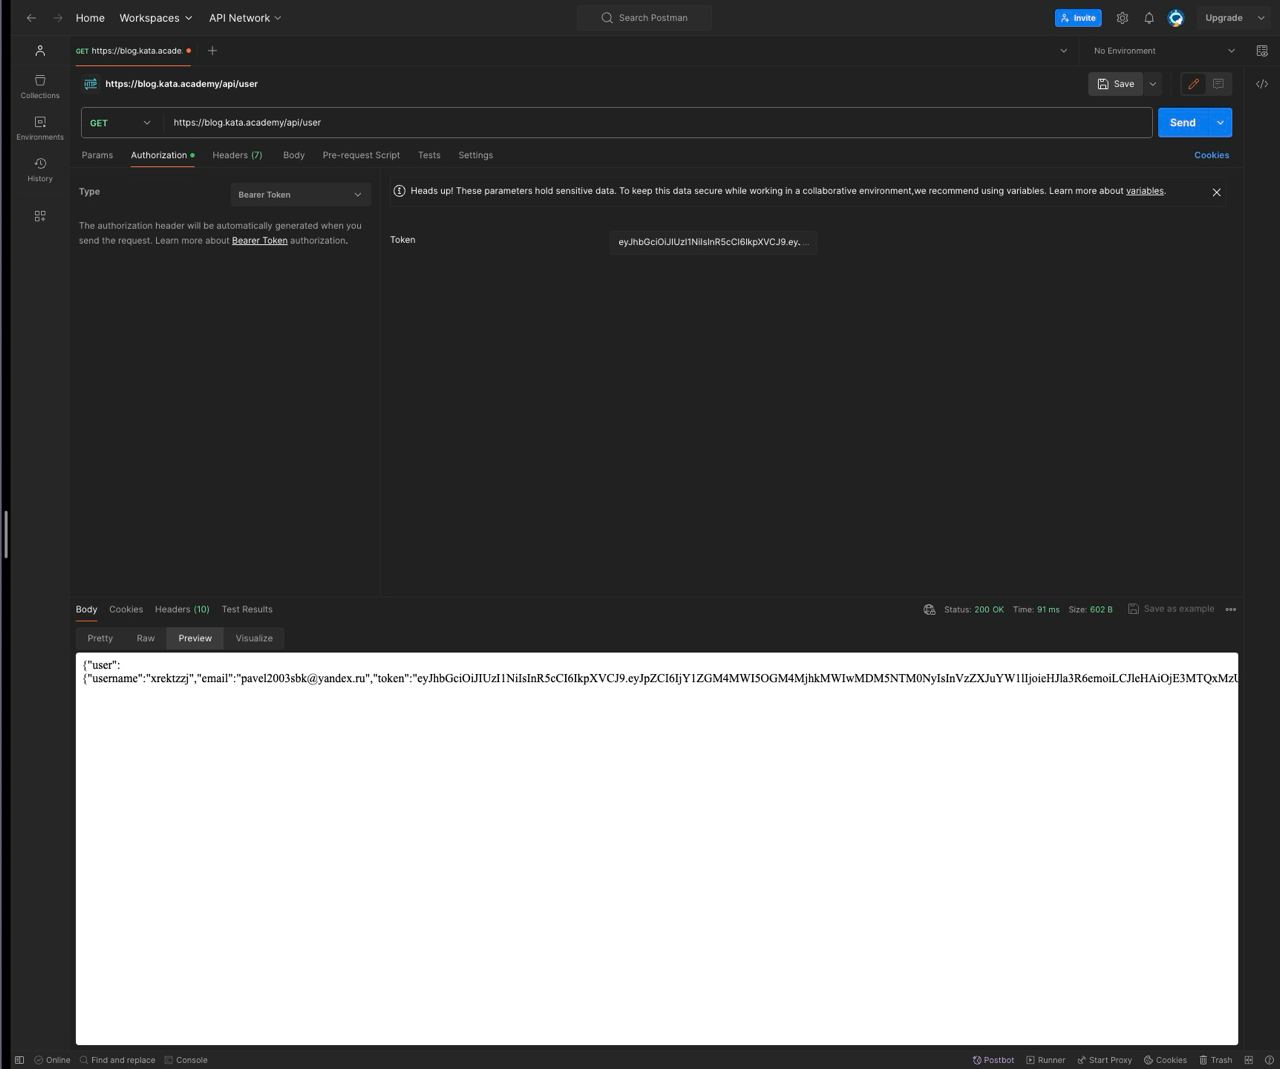 Home Workspaces API Network Search Postman Invite Upgrade
GET https://blog.kata.acade. No Environment
HTTP https://blog.kata.academy/api/user Save
GET https://blog.kata.academy/api/user Send
Params Authorization Headers (7) Body Pre-request Script Tests Settings Cookies
Collections
Environments
History
Type Bearer Token
The authorization header will be automatically generated when you
send the request. Learn more about Bearer Token authorization.
Heads up! These parameters hold sensitive data. To keep this data secure while working in a collaborative environment,we recommend using variables. Learn more about variables.
Token eyJhbGciOiJIUzI1NiIsInR5cCI6IkpXVCJ9.ey. ...
Body Cookies Headers (10) Test Results Status: 200 OK Time: 91 ms Size: 602 B Save as example
Pretty Raw Preview Visualize
{"user":
{"username":"xrektzzj","email":"pavel2003sbk@yandex.ru","token":"eyJhbGciOiJIUzI1NiIsInR5cCI6IkpXVCJ9.eyJpZCI6IjY1ZGM4MWI5OGM4MjhkMWIwMDM5NTM0NyIsInVzZXJuYW1lIjoieHJla3R6emoiLCJleHAiOjE3MTQxMzU
Online Find and replace Console Postbot Runner Start Proxy Cookies Trash